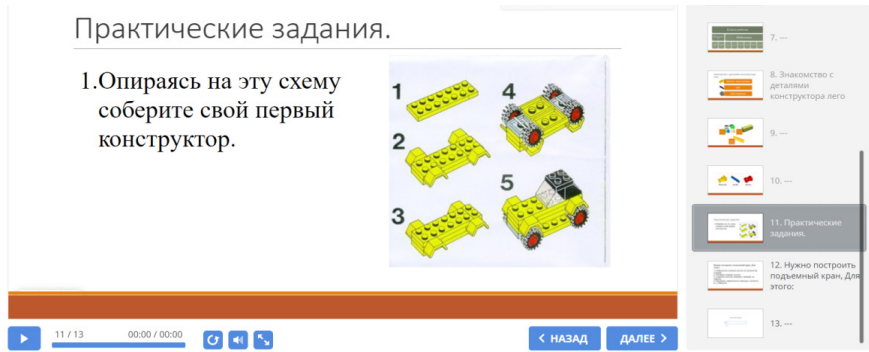 Практические задания.
1.Опираясь на эту схему
соберите свой первый
конструктор.
1
2
3
4
5
11 / 13
00:00 / 00:00
НАЗАД
ДАЛЕЕ
7. ---
8. Знакомство с
деталями
конструктора лего
9. ---
10. ---
11. Практические
задания.
12. Нужно построить
подъемный кран, Для
этого:
13. ---